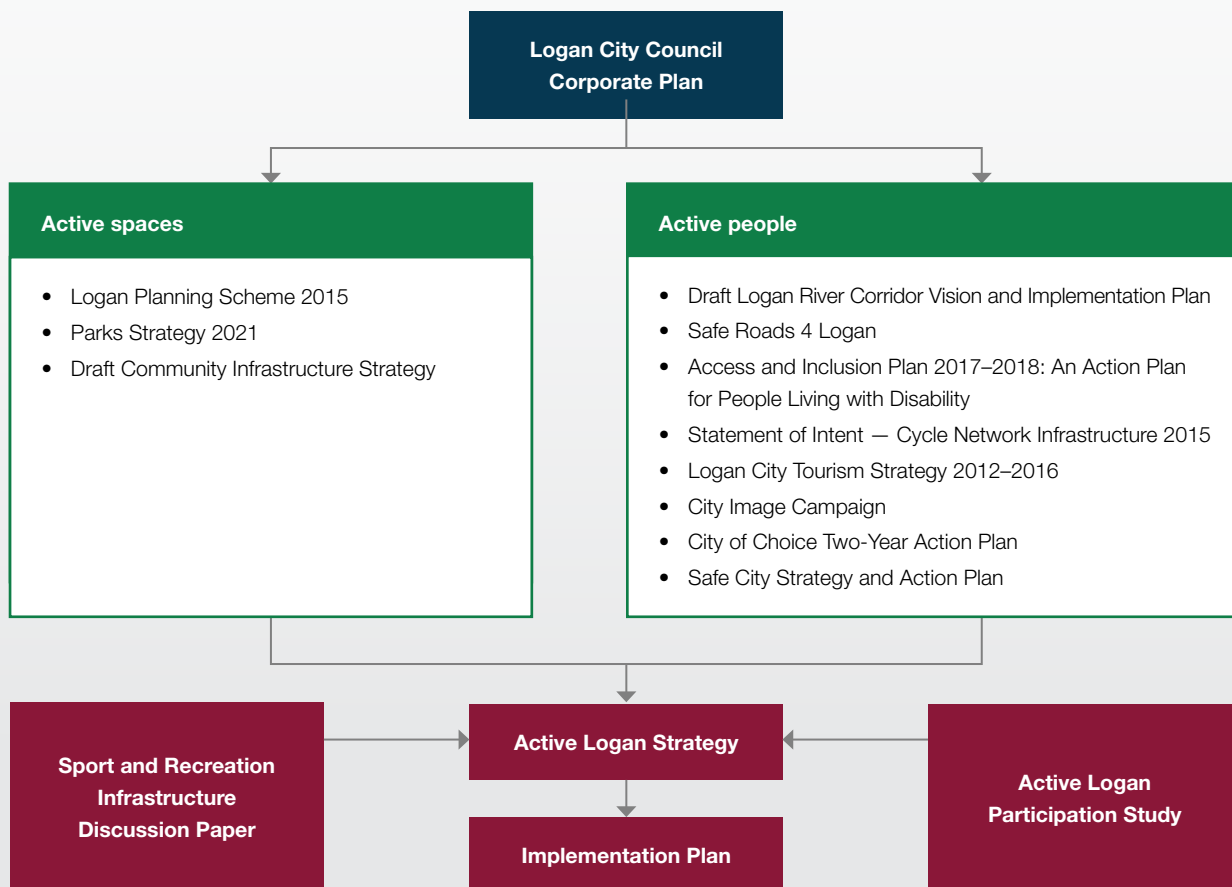 Logan City Council
Corporate Plan
Active spaces
• Logan Planning Scheme 2015
• Parks Strategy 2021
• Draft Community Infrastructure Strategy
Active people
• Draft Logan River Corridor Vision and Implementation Plan
• Safe Roads 4 Logan
• Access and Inclusion Plan 2017–2018: An Action Plan
for People Living with Disability
• Statement of Intent — Cycle Network Infrastructure 2015
• Logan City Tourism Strategy 2012–2016
• City Image Campaign
• City of Choice Two-Year Action Plan
• Safe City Strategy and Action Plan
Sport and Recreation
Infrastructure
Discussion Paper
Active Logan Strategy
Implementation Plan
Active Logan
Participation Study